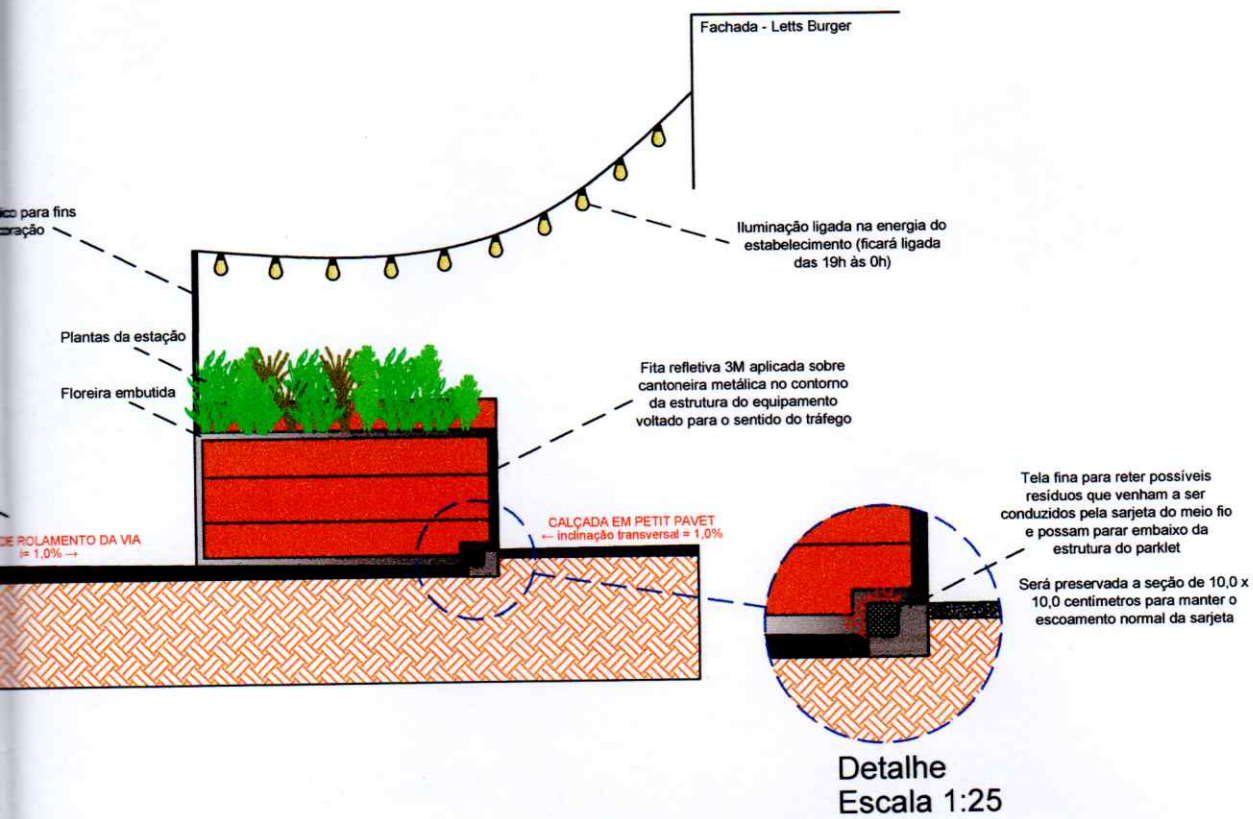 Fachada - Letts Burger
para fins
Iluminação ligada na energia do
estabelecimento (ficará ligada
das 19h às 0h)
Plantas da estação
Floreira embutida
Fita refletiva 3M aplicada sobre
cantoneira metálica no contorno
da estrutura do equipamento
voltado para o sentido do tráfego
DE ROLAMENTO DA VIA
i= 1,0% →
CALÇADA EM PETIT PAVET
← inclinação transversal = 1,0%
Tela fina para reter possíveis
resíduos que venham a ser
conduzidos pela sarjeta do meio fio
e possam parar embaixo da
estrutura do parklet
Será preservada a seção de 10,0 x
10,0 centímetros para manter o
escoamento normal da sarjeta
Detalhe
Escala 1:25